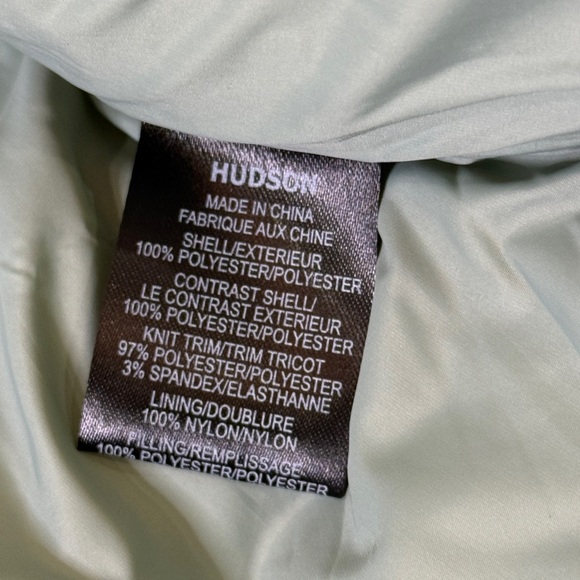 HUDSON
MADE IN CHINA
FABRIQUE AUX CHINE
SHELL/EXTERIEUR
100% POLYESTER/POLYESTER
CONTRAST SHELL/
LE CONTRAST EXTERIEUR
100% POLYESTER/POLYESTER
KNIT TRIM/TRIM TRICOT
97% POLYESTER/POLYESTER
3% SPANDEX/ELASTHANNE
LINING/DOUBLURE
100% NYLON/NYLON
FILLING/REMPLISSAGE:
100% POLYESTER/POLYESTER